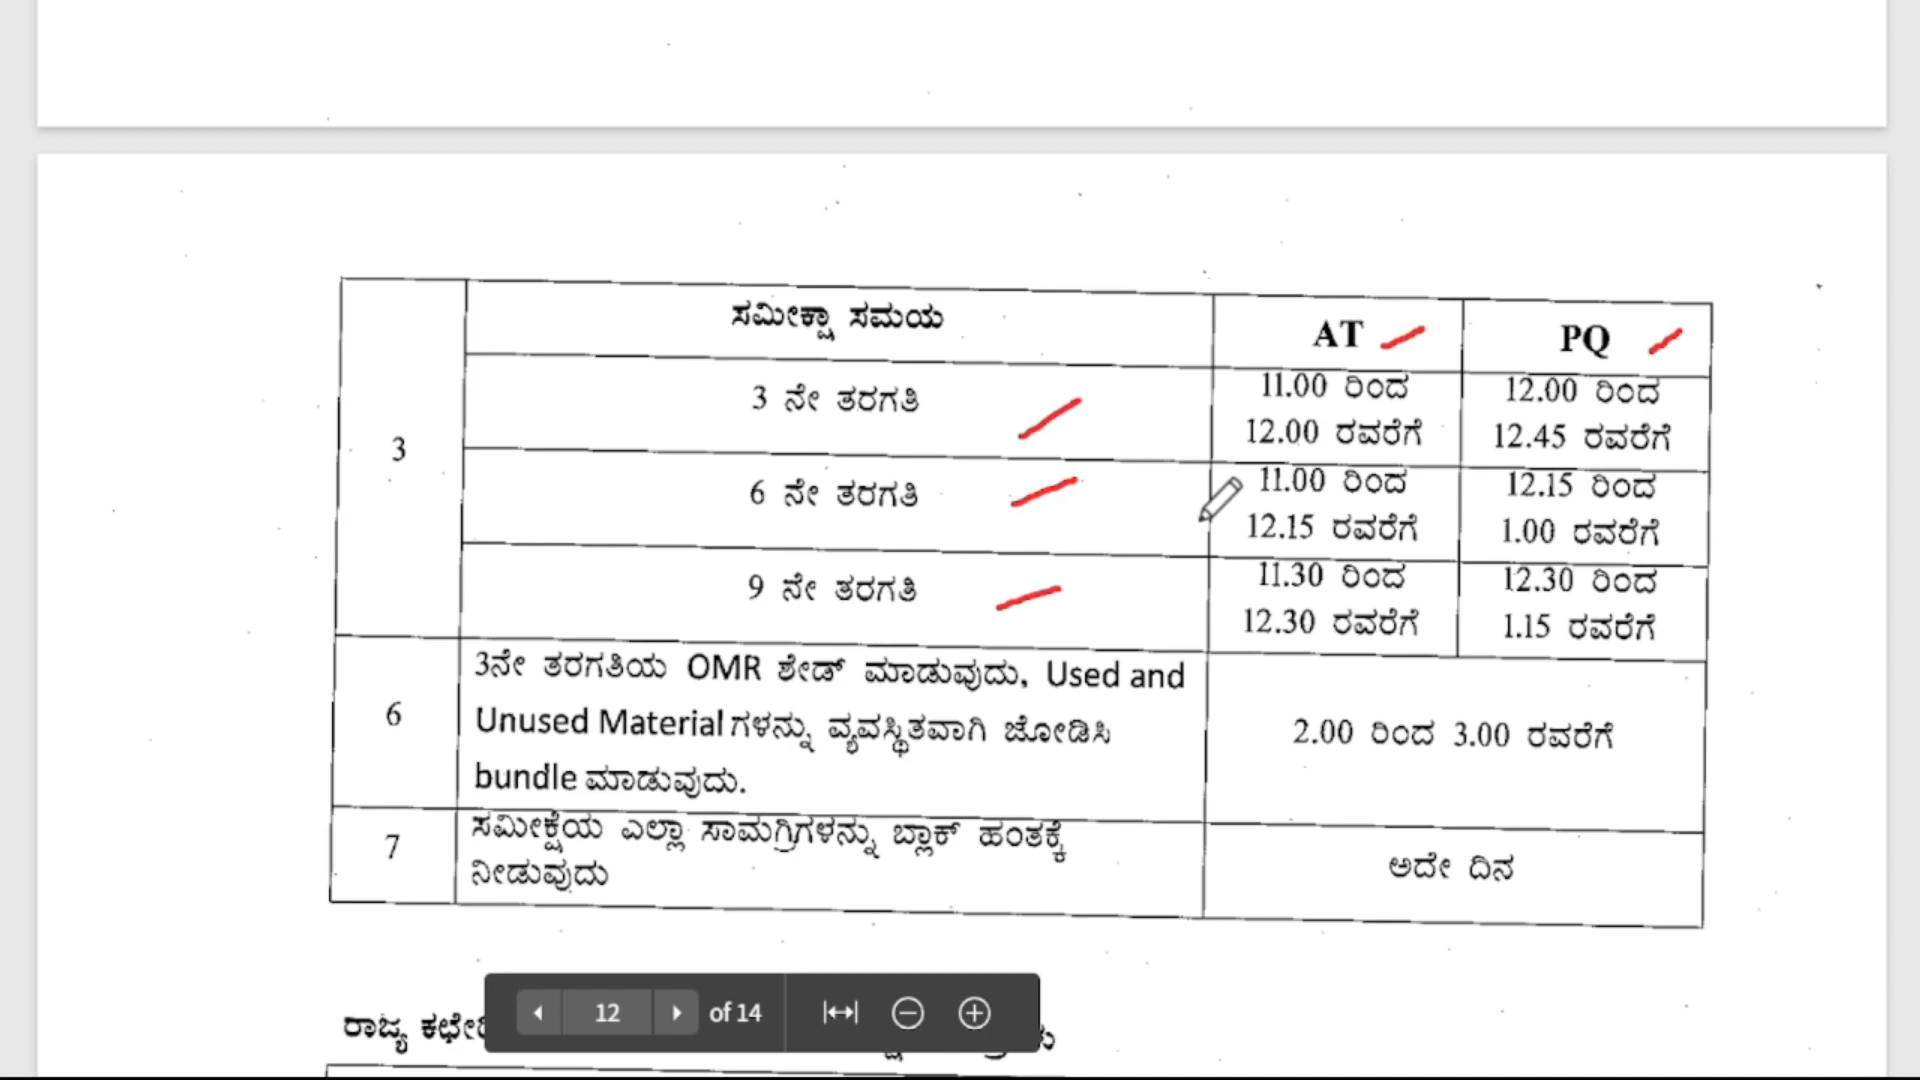 ಸಮೀಕ್ಷಾ ಸಮಯ
AT
PQ
3
3 ನೇ ತರಗತಿ
11.00 ರಿಂದ
12.00 ರವರೆಗೆ
12.00 ರಿಂದ
12.45 ರವರೆಗೆ
6 ನೇ ತರಗತಿ
11.00 ರಿಂದ
12.15 ರವರೆಗೆ
12.15 ರಿಂದ
1.00 ರವರೆಗೆ
9 ನೇ ತರಗತಿ
11.30 ರಿಂದ
12.30 ರವರೆಗೆ
12.30 ರಿಂದ
1.15 ರವರೆಗೆ
6
3ನೇ ತರಗತಿಯ OMR ಶೇಡ್ ಮಾಡುವುದು, Used and
Unused Material ಗಳನ್ನು ವ್ಯವಸ್ಥಿತವಾಗಿ ಜೋಡಿಸಿ
bundle ಮಾಡುವುದು.
2.00 ರಿಂದ 3.00 ರವರೆಗೆ
7
ಸಮೀಕ್ಷೆಯ ಎಲ್ಲಾ ಸಾಮಗ್ರಿಗಳನ್ನು ಬ್ಲಾಕ್ ಹಂತಕ್ಕೆ
ನೀಡುವುದು
ಅದೇ ದಿನ
ರಾಜ್ಯ
12 of 14